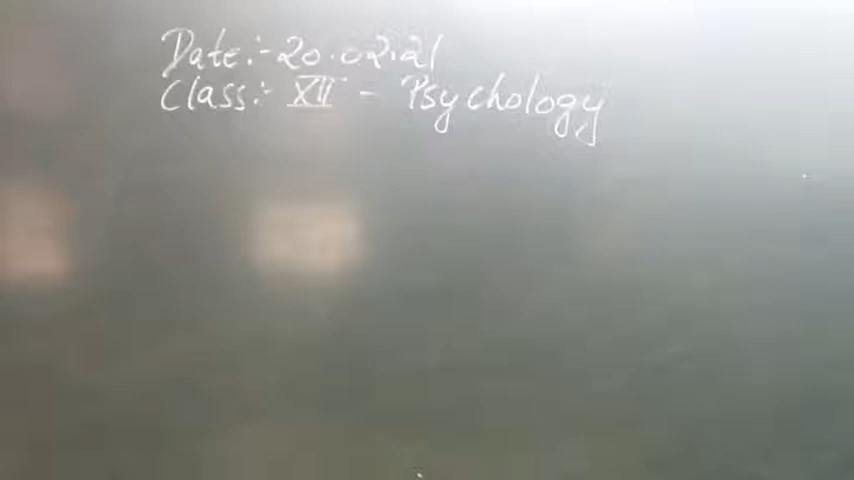 Date:- 20.02.21
Class:- XII - Psychology